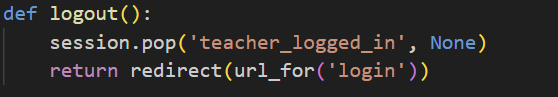 def logout():
    session.pop('teacher_logged_in', None)
    return redirect(url_for('login'))